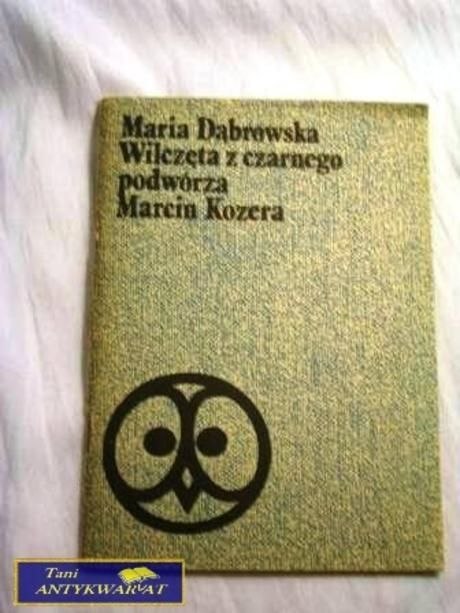 Maria Dąbrowska
Wilczęta z czarnego
podwórza
Marcin Kozera
Tani
ANTYKWARIAT